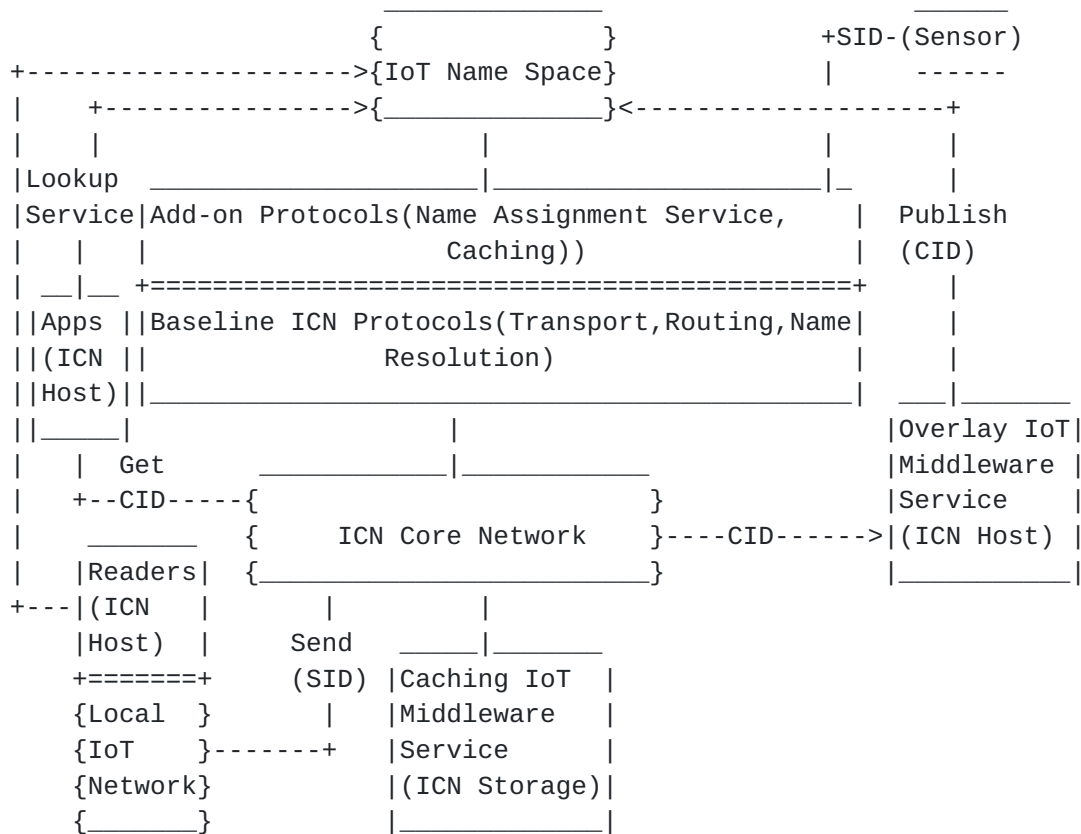 +SID-(Sensor)
{IoT Name Space}
Lookup
Service Add-on Protocols(Name Assignment Service, Publish
Caching)) (CID)
Apps Baseline ICN Protocols(Transport,Routing,Name
(ICN Resolution)
Host)
Overlay IoT
Get Middleware
CID Service
ICN Core Network CID (ICN Host)
Readers
(ICN
Host) Send
(SID) Caching IoT
Local Middleware
IoT Service
Network (ICN Storage)